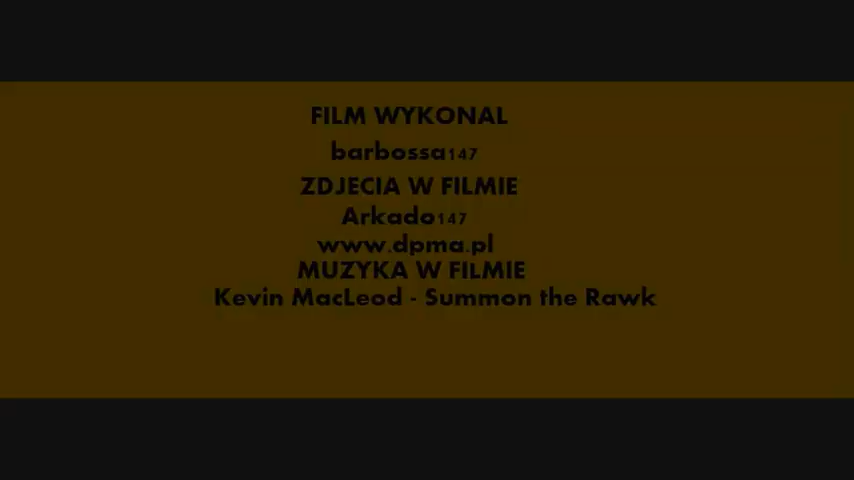 FILM WYKONAL
barbossa147
ZDJECIA W FILMIE
Arkado147
www.dpma.pl
MUZYKA W FILMIE
Kevin MacLeod - Summon the Rawk